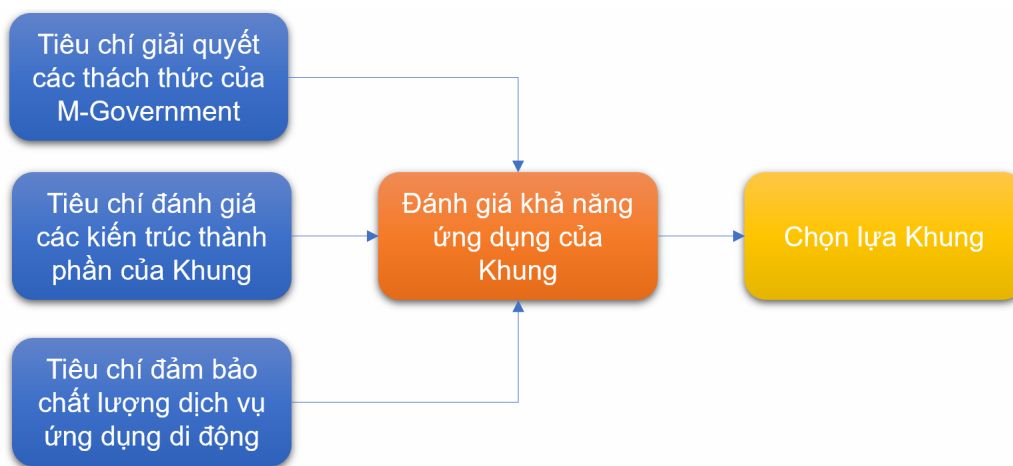 Tiêu chí giải quyết
các thách thức của
M-Government
Tiêu chí đánh giá
các kiến trúc thành
phần của Khung
Tiêu chí đảm bảo
chất lượng dịch vụ
ứng dụng di động
Đánh giá khả năng
ứng dụng của
Khung
Chọn lựa Khung